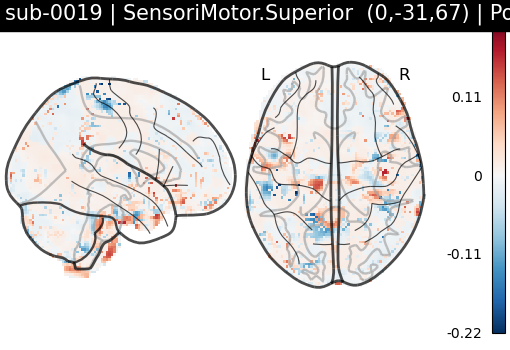 sub-0019 | SensoriMotor.Superior (0,-31,67) | Po
L
R
0.11
0
-0.11
-0.22